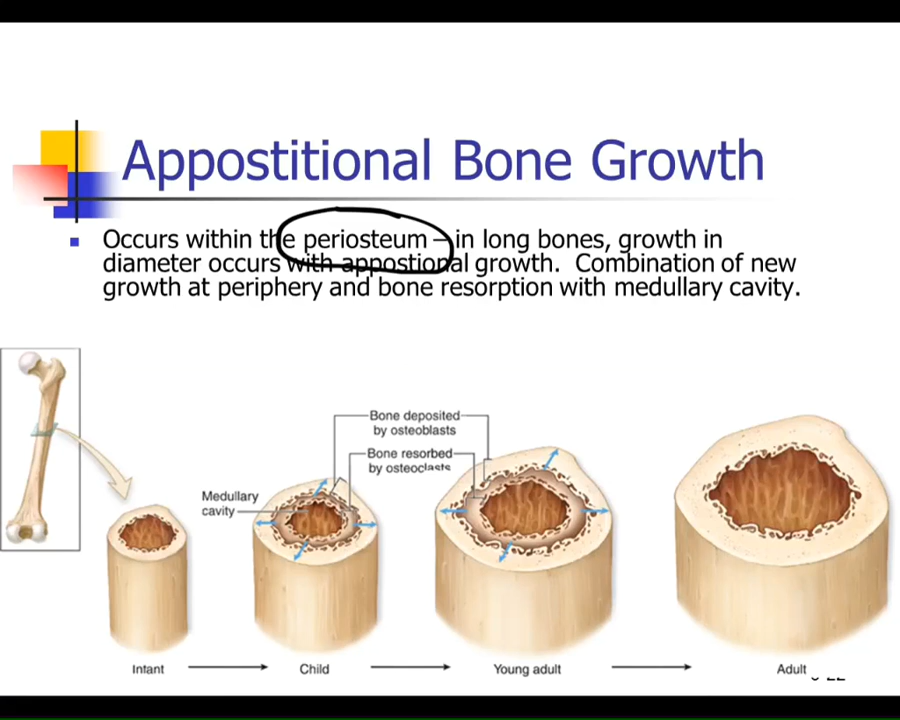 Appostitional Bone Growth
Occurs within the periosteum – in long bones, growth in
diameter occurs with appostional growth.  Combination of new
growth at periphery and bone resorption with medullary cavity.
Bone deposited
by osteoblasts
Bone resorbed
by osteoclasts
Medullary
cavity
Infant
Child
Young adult
Adult